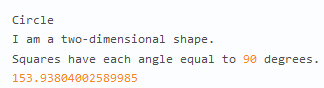 Circle
I am a two-dimensional shape.
Squares have each angle equal to 90 degrees.
153.93804002589985